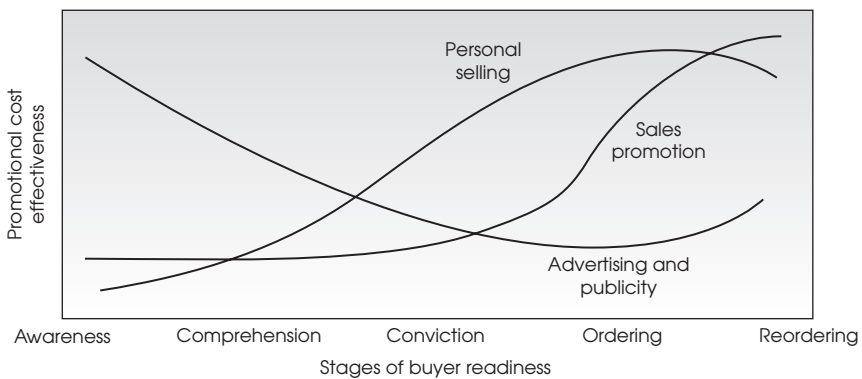 Personal
selling
Sales
promotion
Advertising and
publicity
Promotional cost
effectiveness
Awareness
Comprehension
Conviction
Ordering
Reordering
Stages of buyer readiness